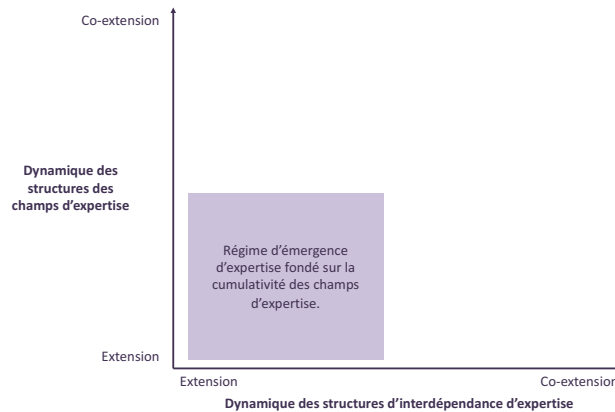 Co-extension
Dynamique des
structures des
champs d'expertise
Régime d'émergence
d'expertise fondé sur la
cumulativité des champs
d'expertise.
Extension
Extension
Co-extension
Dynamique des structures d'interdépendance d'expertise